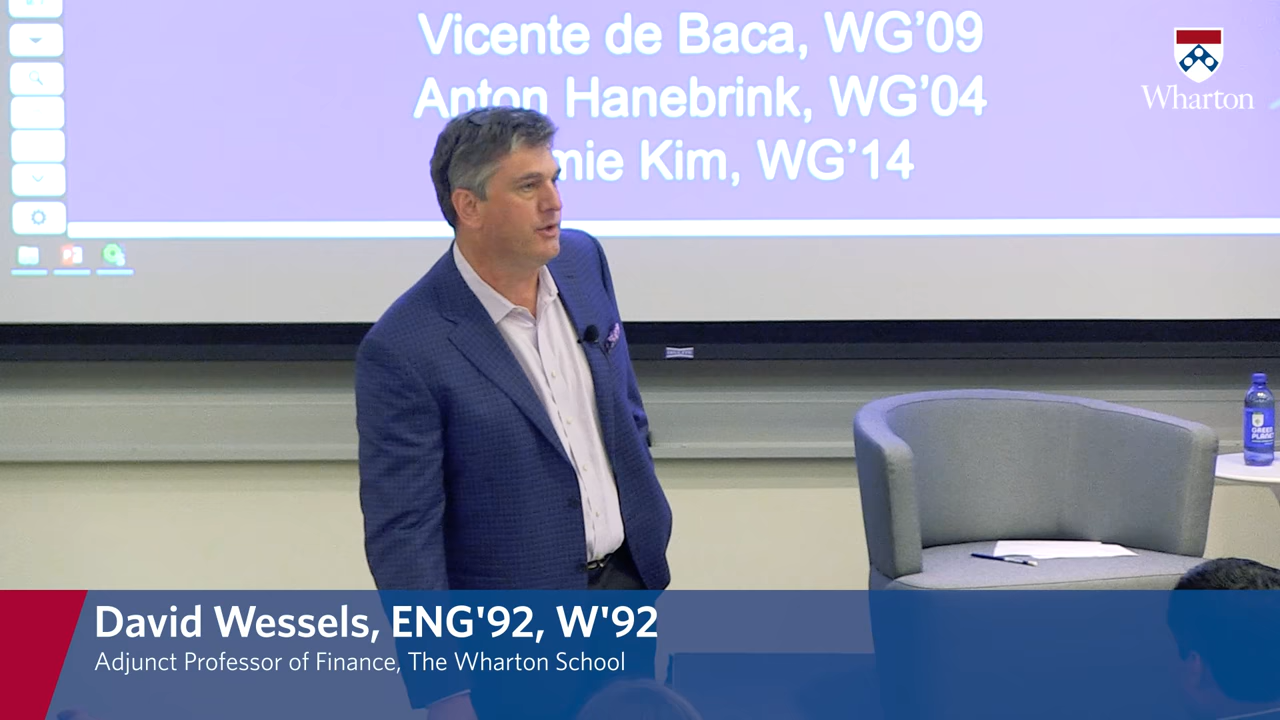 Vicente de Baca, WG’09
Anton Hanebrink, WG’04
mie Kim, WG’14
Wharton
David Wessels, ENG'92, W'92
Adjunct Professor of Finance, The Wharton School